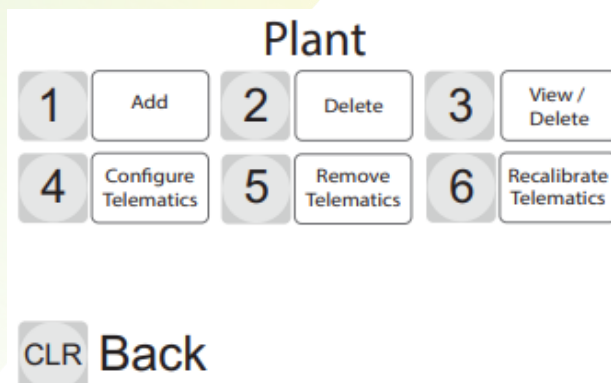 Plant
1 Add 2 Delete 3 View /
Delete
4 Configure
Telematics 5 Remove
Telematics 6 Recalibrate
Telematics
CLR Back